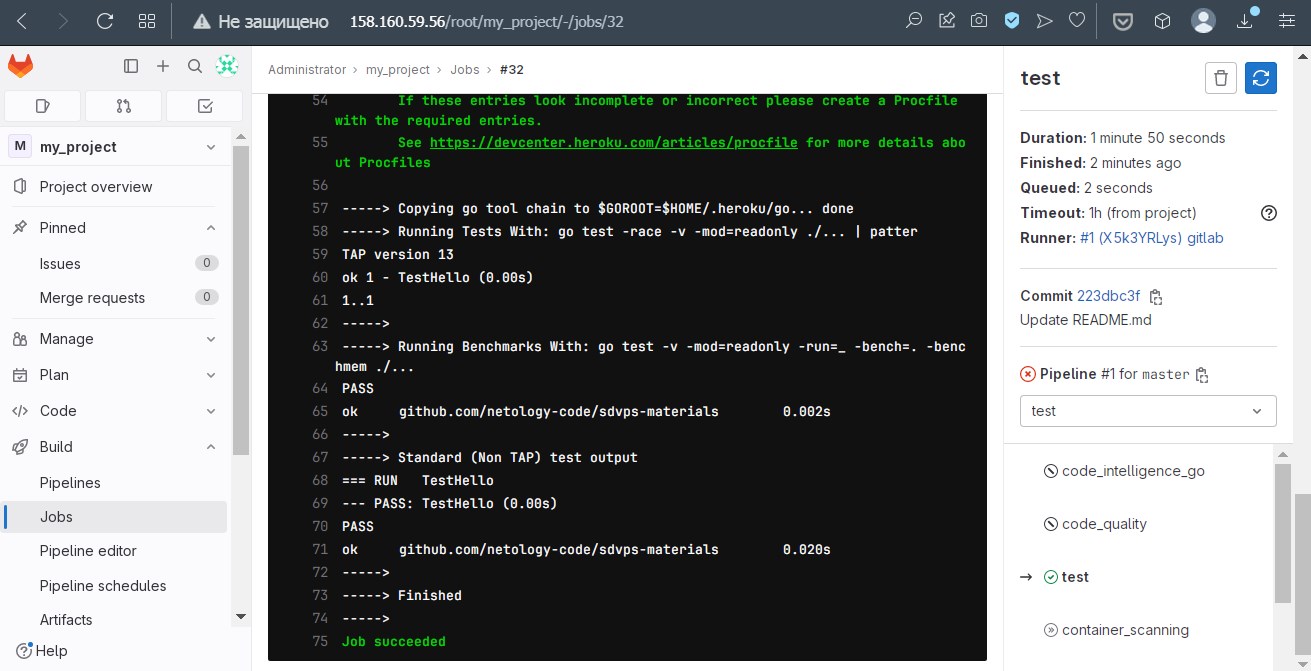 Не защищено 158.160.59.56/root/my_project/-/jobs/32
Administrator › my_project › Jobs › #32
M my_project
Project overview
Pinned
Issues 0
Merge requests 0
Manage
Plan
Code
Build
Pipelines
Jobs
Pipeline editor
Pipeline schedules
Artifacts
Help
54 If these entries look incomplete or incorrect please create a Procfile
with the required entries.
55 See https://devcenter.heroku.com/articles/procfile for more details abo
ut Procfiles
56
57 -----> Copying go tool chain to $GOROOT=$HOME/.heroku/go... done
58 -----> Running Tests With: go test -race -v -mod=readonly ./... | patter
59 TAP version 13
60 ok 1 - TestHello (0.00s)
61 1..1
62 ----->
63 -----> Running Benchmarks With: go test -v -mod=readonly -run=_ -bench=. -benc
hmem ./...
64 PASS
65 ok github.com/netology-code/sdvps-materials 0.002s
66 ----->
67 -----> Standard (Non TAP) test output
68 === RUN TestHello
69 --- PASS: TestHello (0.00s)
70 PASS
71 ok github.com/netology-code/sdvps-materials 0.020s
72 ----->
73 -----> Finished
74 ----->
75 Job succeeded
test
Duration: 1 minute 50 seconds
Finished: 2 minutes ago
Queued: 2 seconds
Timeout: 1h (from project)
Runner: #1 (X5k3YRLys) gitlab
Commit 223dbc3f
Update README.md
Pipeline #1 for master
test
code_intelligence_go
code_quality
→ test
container_scanning